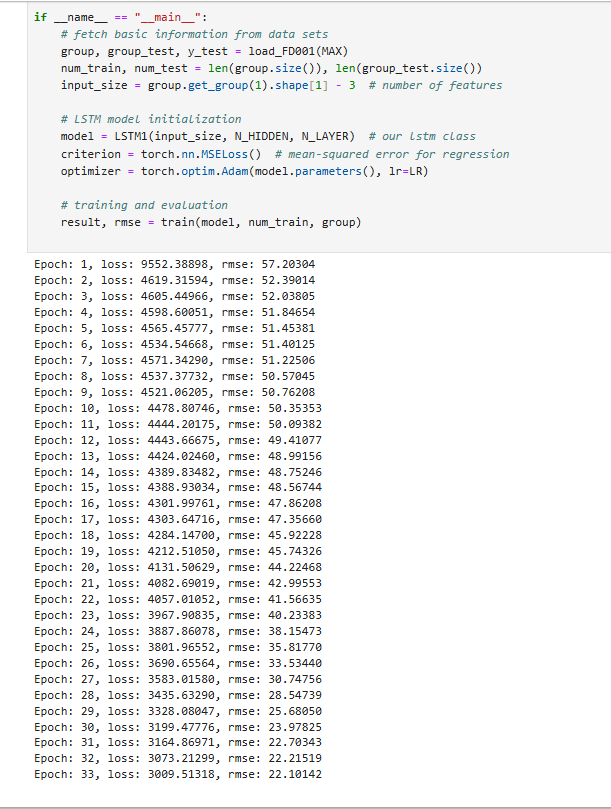 if __name__ == "__main__":
    # fetch basic information from data sets
    group, group_test, y_test = load_FD001(MAX)
    num_train, num_test = len(group.size()), len(group_test.size())
    input_size = group.get_group(1).shape[1] - 3  # number of features
    # LSTM model initialization
    model = LSTM1(input_size, N_HIDDEN, N_LAYER)  # our lstm class
    criterion = torch.nn.MSELoss()  # mean-squared error for regression
    optimizer = torch.optim.Adam(model.parameters(), lr=LR)
    # training and evaluation
    result, rmse = train(model, num_train, group)
Epoch: 1, loss: 9552.38898, rmse: 57.20304
Epoch: 2, loss: 4619.31594, rmse: 52.39014
Epoch: 3, loss: 4605.44966, rmse: 52.03805
Epoch: 4, loss: 4598.60051, rmse: 51.84654
Epoch: 5, loss: 4565.45777, rmse: 51.45381
Epoch: 6, loss: 4534.54668, rmse: 51.40125
Epoch: 7, loss: 4571.34290, rmse: 51.22506
Epoch: 8, loss: 4537.37732, rmse: 50.57045
Epoch: 9, loss: 4521.06205, rmse: 50.76208
Epoch: 10, loss: 4478.80746, rmse: 50.35353
Epoch: 11, loss: 4444.20175, rmse: 50.09382
Epoch: 12, loss: 4443.66675, rmse: 49.41077
Epoch: 13, loss: 4424.02460, rmse: 48.99156
Epoch: 14, loss: 4389.83482, rmse: 48.75246
Epoch: 15, loss: 4388.93034, rmse: 48.56744
Epoch: 16, loss: 4301.99761, rmse: 47.86208
Epoch: 17, loss: 4303.64716, rmse: 47.35660
Epoch: 18, loss: 4284.14700, rmse: 45.92228
Epoch: 19, loss: 4212.51050, rmse: 45.74326
Epoch: 20, loss: 4131.50629, rmse: 44.22468
Epoch: 21, loss: 4082.69019, rmse: 42.99553
Epoch: 22, loss: 4057.01052, rmse: 41.56635
Epoch: 23, loss: 3967.90835, rmse: 40.23383
Epoch: 24, loss: 3887.86078, rmse: 38.15473
Epoch: 25, loss: 3801.96552, rmse: 35.81770
Epoch: 26, loss: 3690.65564, rmse: 33.53440
Epoch: 27, loss: 3583.01580, rmse: 30.74756
Epoch: 28, loss: 3435.63290, rmse: 28.54739
Epoch: 29, loss: 3328.08047, rmse: 25.68050
Epoch: 30, loss: 3199.47776, rmse: 23.97825
Epoch: 31, loss: 3164.86971, rmse: 22.70343
Epoch: 32, loss: 3073.21299, rmse: 22.21519
Epoch: 33, loss: 3009.51318, rmse: 22.10142